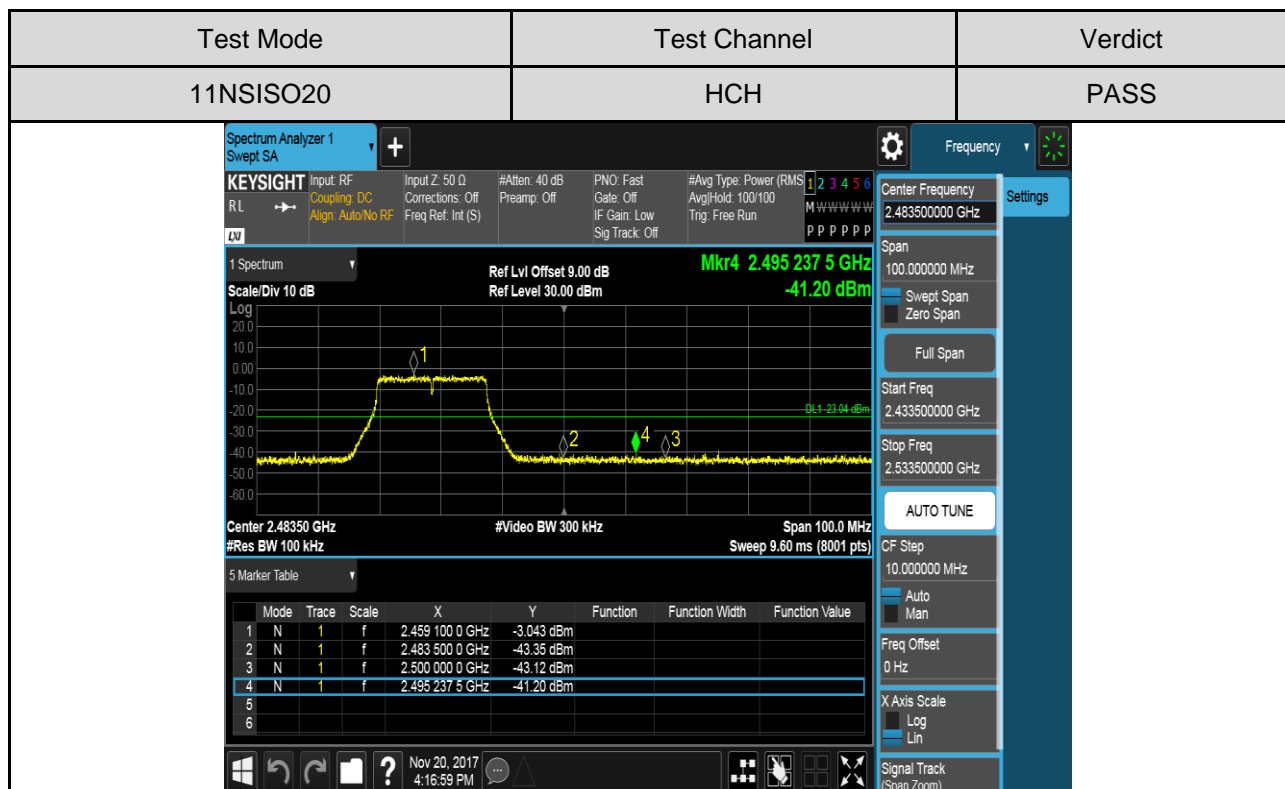 Test Mode Test Channel Verdict
11NSISO20 HCH PASS
Spectrum Analyzer 1
Swept SA
+
Frequency
KEYSIGHT Input: RF Input Z: 50 Ω #Atten: 40 dB PNO: Fast #Avg Type: Power (RMS 1 2 3 4 5 6
RL Coupling: DC Corrections: Off Preamp: Off Gate: Off Avg|Hold: 100/100 M W W W W W
Align: Auto/No RF Freq Ref: Int (S) IF Gain: Low Trig: Free Run
LXI Sig Track: Off P P P P P P
Center Frequency
2.483500000 GHz
Settings
Span
100.000000 MHz
Swept Span
Zero Span
Full Span
Start Freq
2.433500000 GHz
Stop Freq
2.533500000 GHz
AUTO TUNE
CF Step
10.000000 MHz
Auto
Man
Freq Offset
0 Hz
X Axis Scale
Log
Lin
Signal Track
(Span Zoom)
1 Spectrum Ref Lvl Offset 9.00 dB Mkr4 2.495 237 5 GHz
Scale/Div 10 dB Ref Level 30.00 dBm -41.20 dBm
Log
20.0
10.0
0.00
-10.0
-20.0
-30.0
-40.0
-50.0
-60.0
1
DL1 -23.04 dBm
2 4 3
Center 2.48350 GHz #Video BW 300 kHz Span 100.0 MHz
#Res BW 100 kHz Sweep 9.60 ms (8001 pts)
5 Marker Table
Mode Trace Scale X Y Function Function Width Function Value
1 N 1 f 2.459 100 0 GHz -3.043 dBm
2 N 1 f 2.483 500 0 GHz -43.35 dBm
3 N 1 f 2.500 000 0 GHz -43.12 dBm
4 N 1 f 2.495 237 5 GHz -41.20 dBm
5
6
? Nov 20, 2017
4:16:59 PM